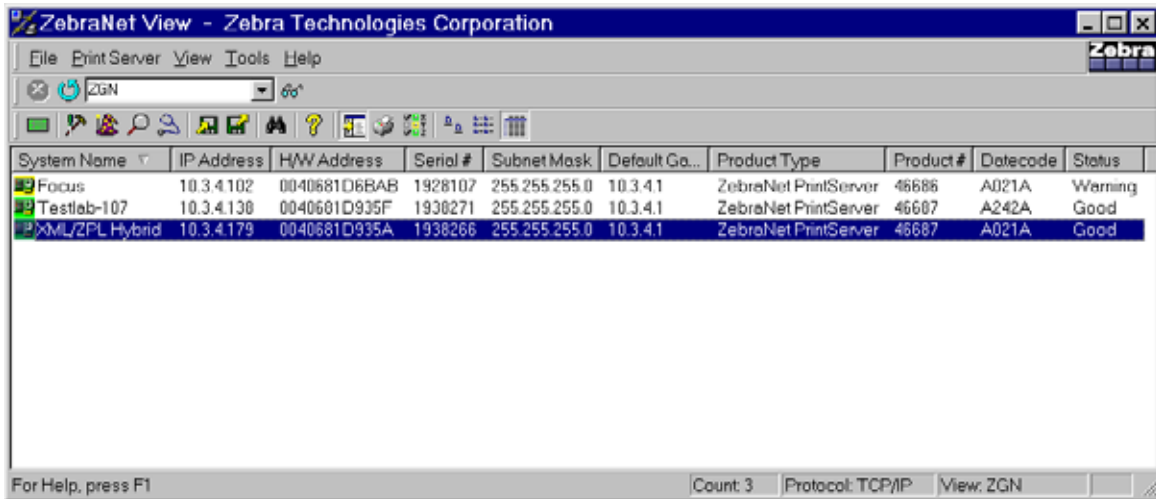 ZebraNet View - Zebra Technologies Corporation
File Print Server View Tools Help
Zebra
ZGN
System Name IP Address H/W Address Serial # Subnet Mask Default Ga... Product Type Product # Datecode Status
Focus 10.3.4.102 0040681D6BAB 1928107 255.255.255.0 10.3.4.1 ZebraNet PrintServer 46686 A021A Warning
Testlab-107 10.3.4.138 0040681D935F 1938271 255.255.255.0 10.3.4.1 ZebraNet PrintServer 46687 A242A Good
XML/ZPL Hybrid 10.3.4.179 0040681D935A 1938266 255.255.255.0 10.3.4.1 ZebraNet PrintServer 46687 A021A Good
For Help, press F1 Count: 3 Protocol: TCP/IP View: ZGN